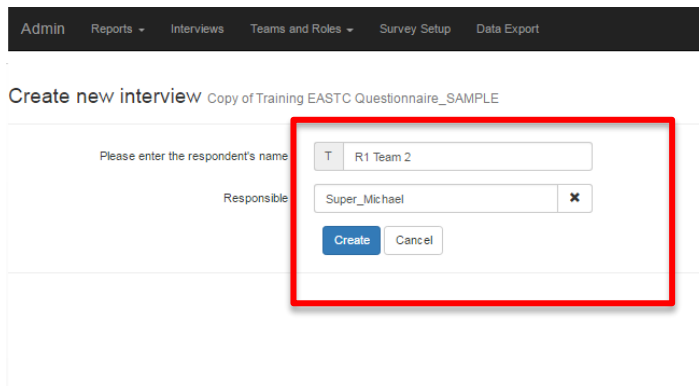 Admin Reports Interviews Teams and Roles Survey Setup Data Export
Create new interview Copy of Training EASTC Questionnaire_SAMPLE
Please enter the respondent's name T R1 Team 2
Responsible Super_Michael
Create Cancel